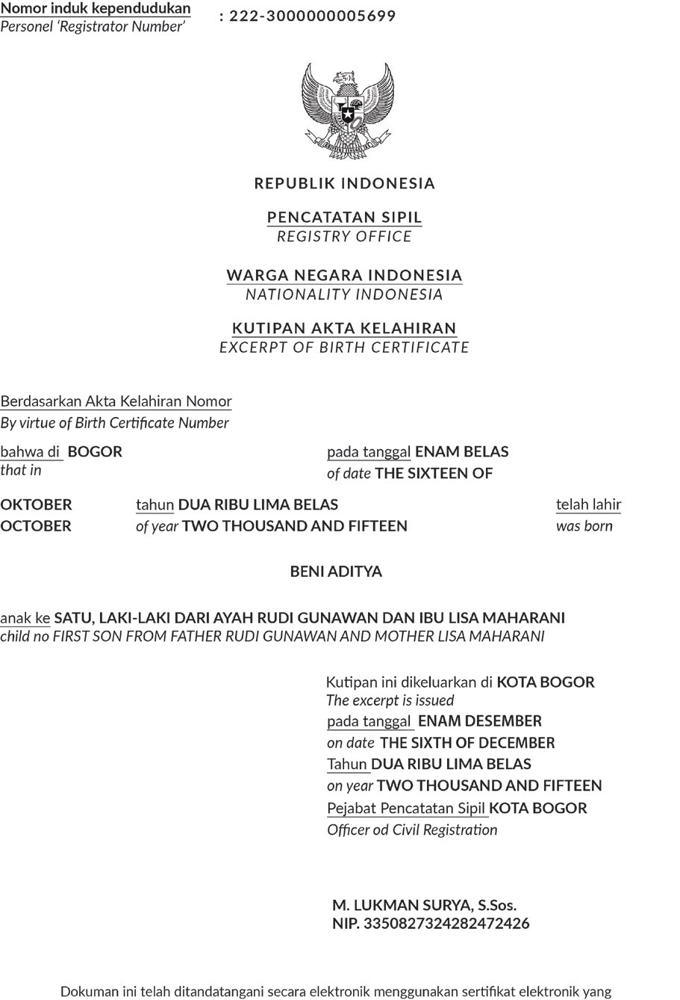 Nomor induk kependudukan : 222-3000000005699
Personel ‘Registrator Number’
REPUBLIK INDONESIA
PENCATATAN SIPIL
REGISTRY OFFICE
WARGA NEGARA INDONESIA
NATIONALITY INDONESIA
KUTIPAN AKTA KELAHIRAN
EXCERPT OF BIRTH CERTIFICATE
Berdasarkan Akta Kelahiran Nomor
By virtue of Birth Certificate Number
bahwa di BOGOR pada tanggal ENAM BELAS
that in of date THE SIXTEEN OF
OKTOBER tahun DUA RIBU LIMA BELAS telah lahir
OCTOBER of year TWO THOUSAND AND FIFTEEN was born
BENI ADITYA
anak ke SATU, LAKI-LAKI DARI AYAH RUDI GUNAWAN DAN IBU LISA MAHARANI
child no FIRST SON FROM FATHER RUDI GUNAWAN AND MOTHER LISA MAHARANI
Kutipan ini dikeluarkan di KOTA BOGOR
The excerpt is issued
pada tanggal ENAM DESEMBER
on date THE SIXTH OF DECEMBER
Tahun DUA RIBU LIMA BELAS
on year TWO THOUSAND AND FIFTEEN
Pejabat Pencatatan Sipil KOTA BOGOR
Officer od Civil Registration
M. LUKMAN SURYA, S.Sos.
NIP. 3350827324282472426
Dokuman ini telah ditandatangani secara elektronik menggunakan sertifikat elektronik yang